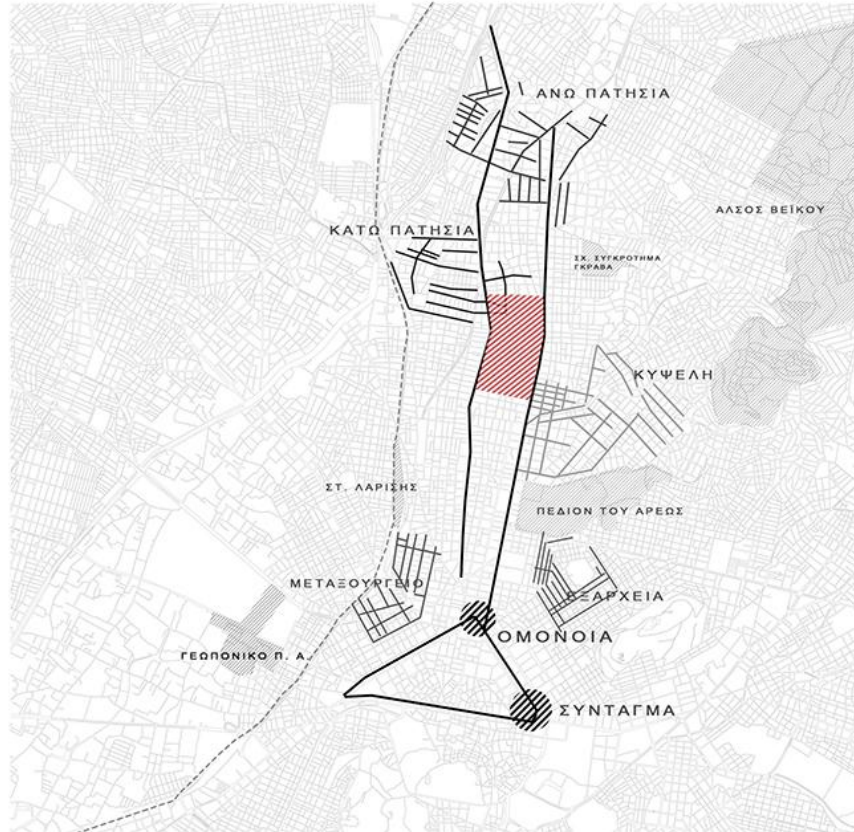 ΑΝΩ ΠΑΤΗΣΙΑ
ΑΛΣΟΣ ΒΕΪΚΟΥ
ΚΑΤΩ ΠΑΤΗΣΙΑ
ΣΧ. ΣΥΓΚΡΟΤΗΜΑ
ΓΚΡΑΒΑ
ΚΥΨΕΛΗ
ΣΤ. ΛΑΡΙΣΗΣ
ΠΕΔΙΟΝ ΤΟΥ ΑΡΕΩΣ
ΜΕΤΑΞΟΥΡΓΕΙΟ
ΕΞΑΡΧΕΙΑ
ΟΜΟΝΟΙΑ
ΓΕΩΠΟΝΙΚΟ Π. Α.
ΣΥΝΤΑΓΜΑ